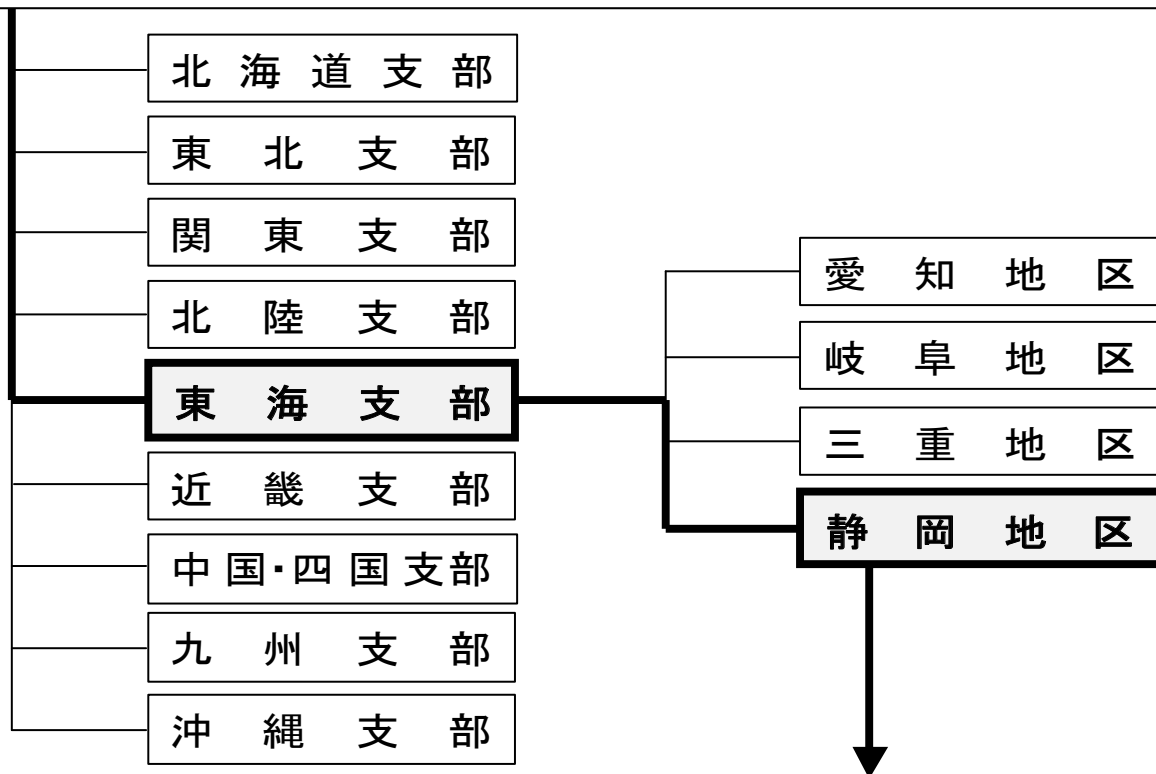 北海道支部
東北支部
関東支部
北陸支部
東海支部
近畿支部
中国・四国支部
九州支部
沖縄支部
愛知地区
岐阜地区
三重地区
静岡地区